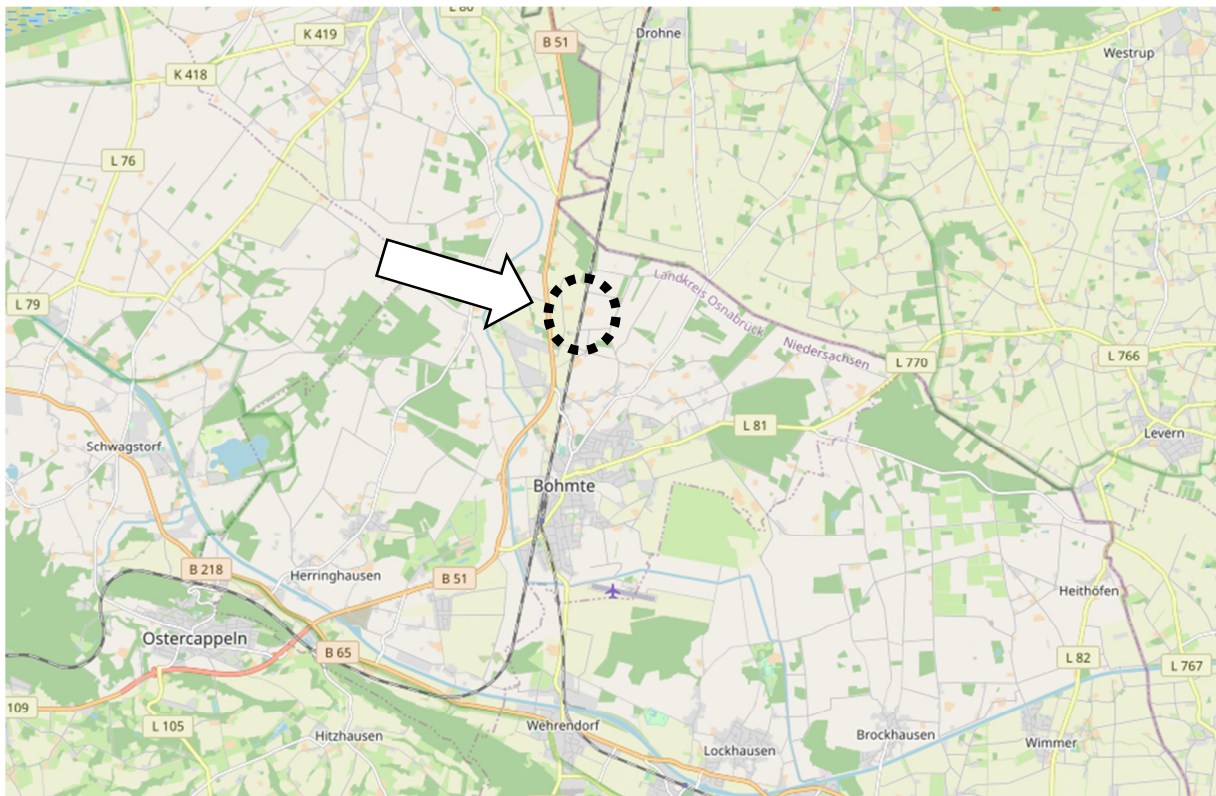 L 80
K 419
B 51
Drohne
Westrup
K 418
L 76
Landkreis Osnabrück
Niedersachsen
L 79
L 770
L 766
L 81
Schwagstorf
Levern
Bohmte
B 218
Herringhausen
B 51
Heithöfen
Ostercappeln
B 65
L 82
L 767
109
L 105
Hitzhausen
Wehrendorf
Lockhausen
Brockhausen
Wimmer